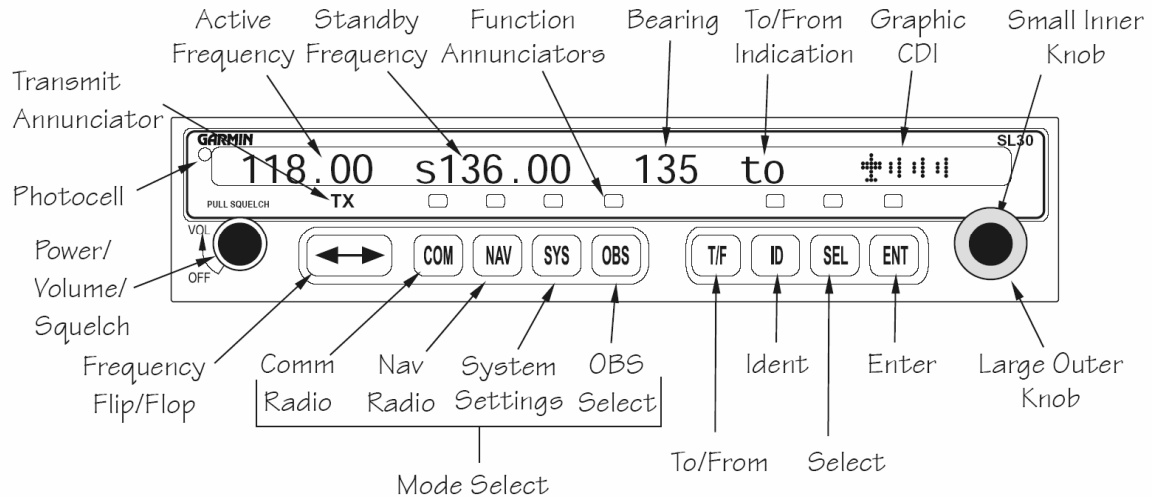 Active
Frequency
Standby
Frequency
Function
Annunciators
Bearing
To/From
Indication
Graphic
CDI
Small Inner
Knob
Transmit
Annunciator
Photocell
Power/
Volume/
Squelch
GARMIN
SL30
118.00 s136.00 135 to
PULL SQUELCH
TX
VOL
OFF
COM NAV SYS OBS T/F ID SEL ENT
Frequency
Flip/Flop
Comm
Radio
Nav
Radio
System
Settings
OBS
Select
Mode Select
To/From
Ident
Select
Enter
Large Outer
Knob